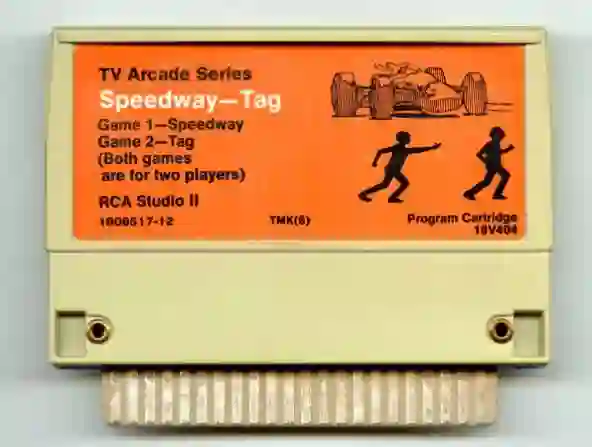 TV Arcade Series
Speedway—Tag
Game 1—Speedway
Game 2—Tag
(Both games
are for two players)
RCA Studio II
1806517-12
TMK(s)
Program Cartridge
18V404